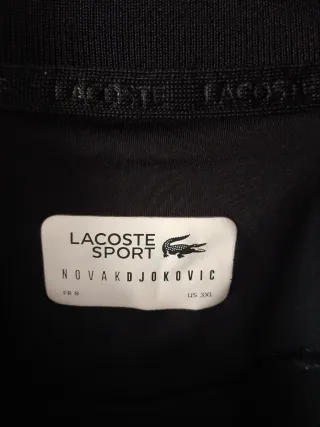 LACOSTE LACOSTE
LACOSTE
SPORT
NOVAKDJOKOVIC
FR 8 US 3XL